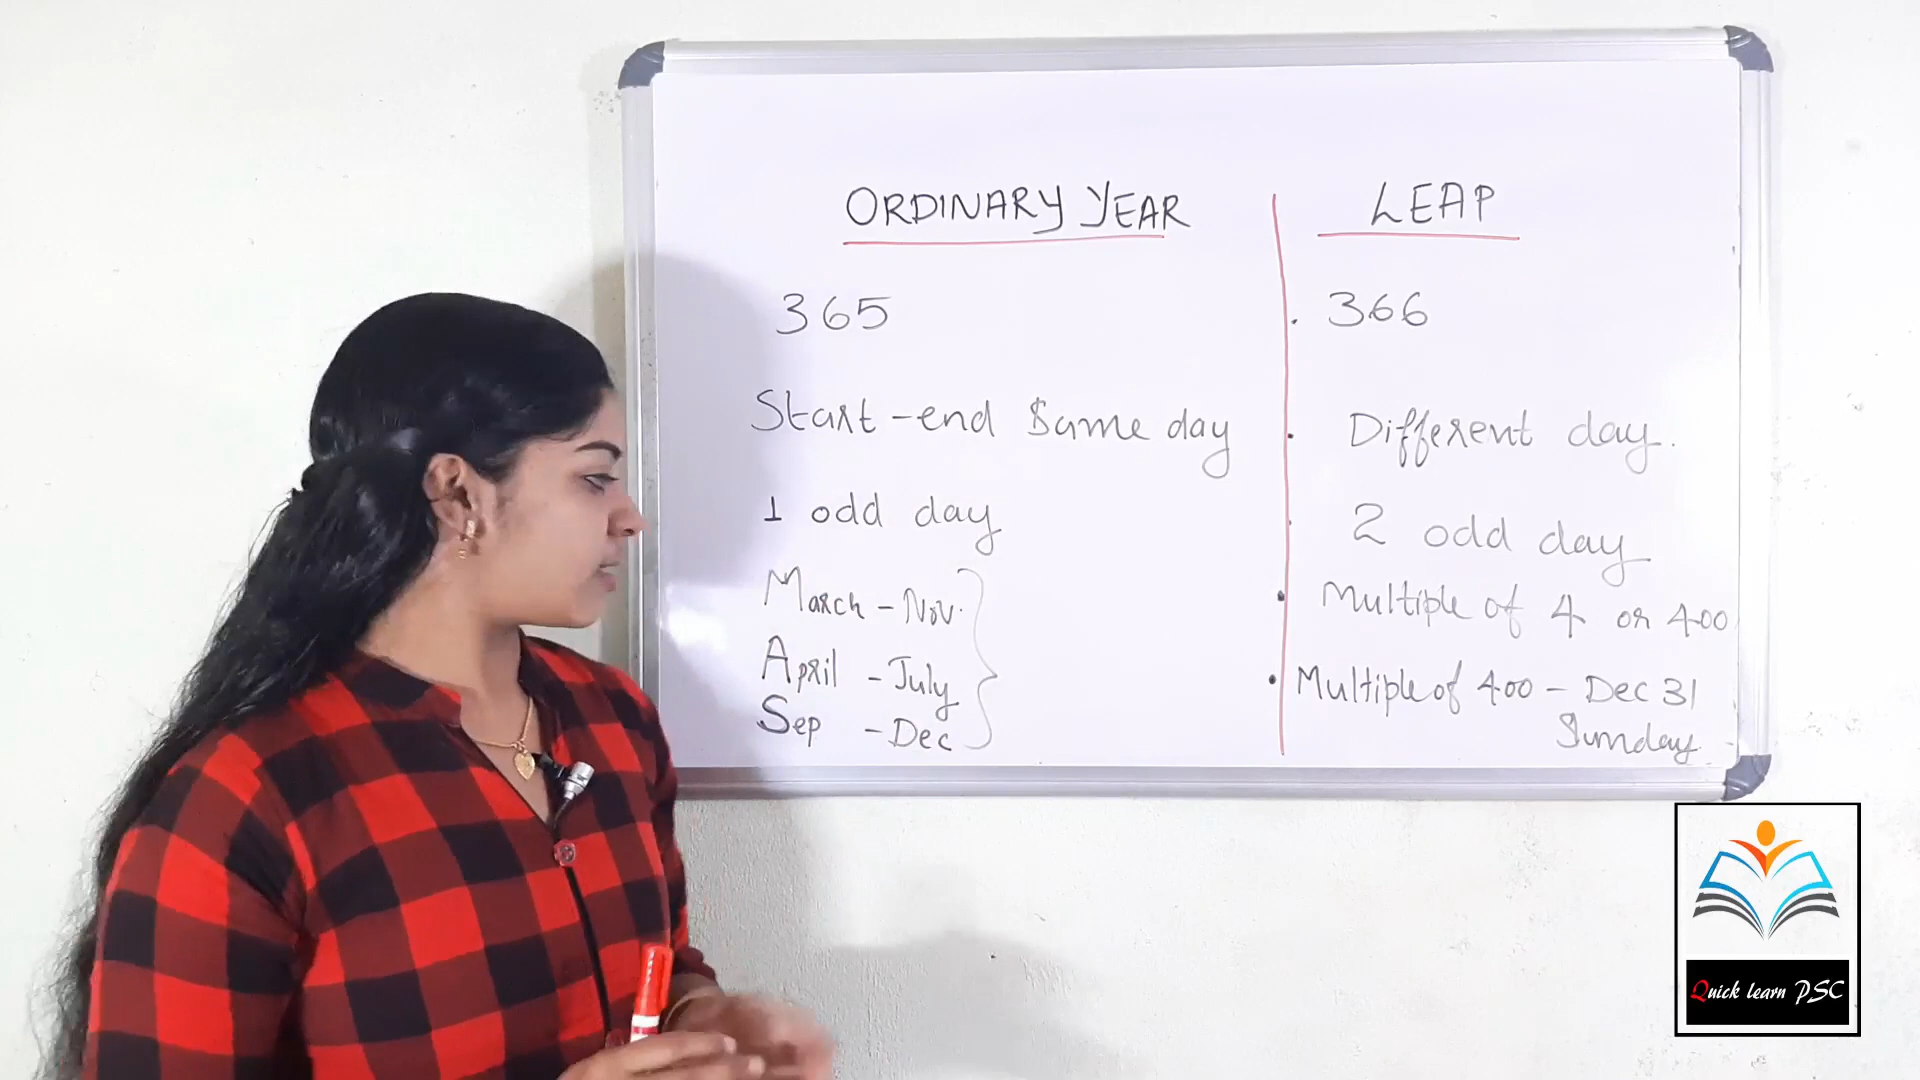 ORDINARY YEAR
365
Start - end Same day
1 odd day
March - Nov.
April - July
Sep - Dec
LEAP
. 366
. Different day.
. 2 odd day
• Multiple of 4 or 400
• Multiple of 400 - Dec 31
Sunday
Quick learn PSC